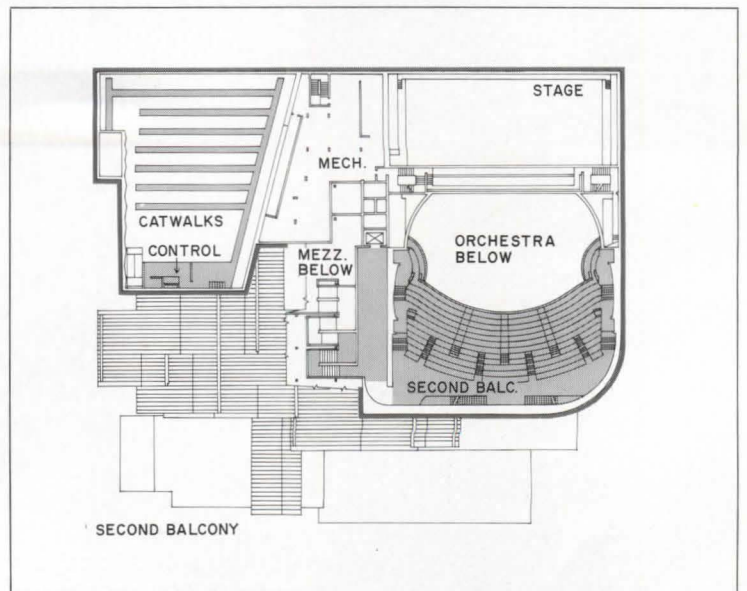 STAGE
MECH.
CATWALKS
CONTROL
MEZZ.
BELOW
ORCHESTRA
BELOW
SECOND BALC.
SECOND BALCONY